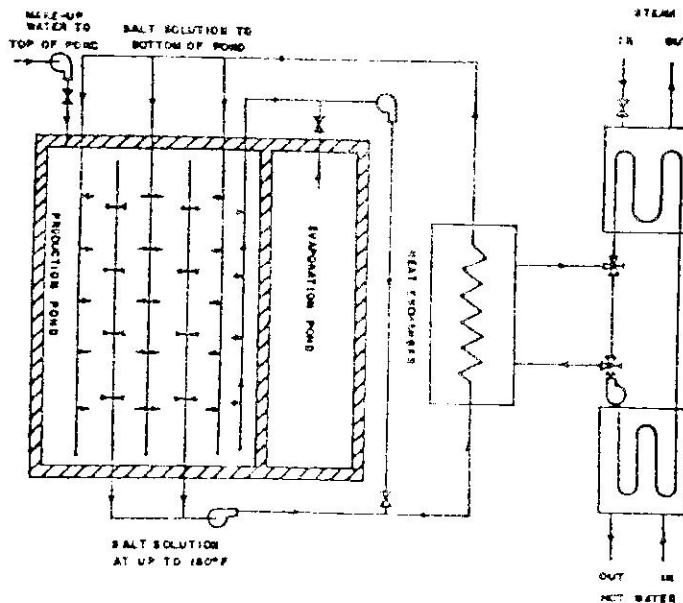 MAKE-UP
WATER TO
TOP OF POND
SALT SOLUTION TO
BOTTOM OF POND
STEAM
IN
OUT
PRODUCTION POND
EVAPORATION POND
HEAT EXCHANGER
SALT SOLUTION
AT UP TO 180°F
OUT
IN
HOT WATER